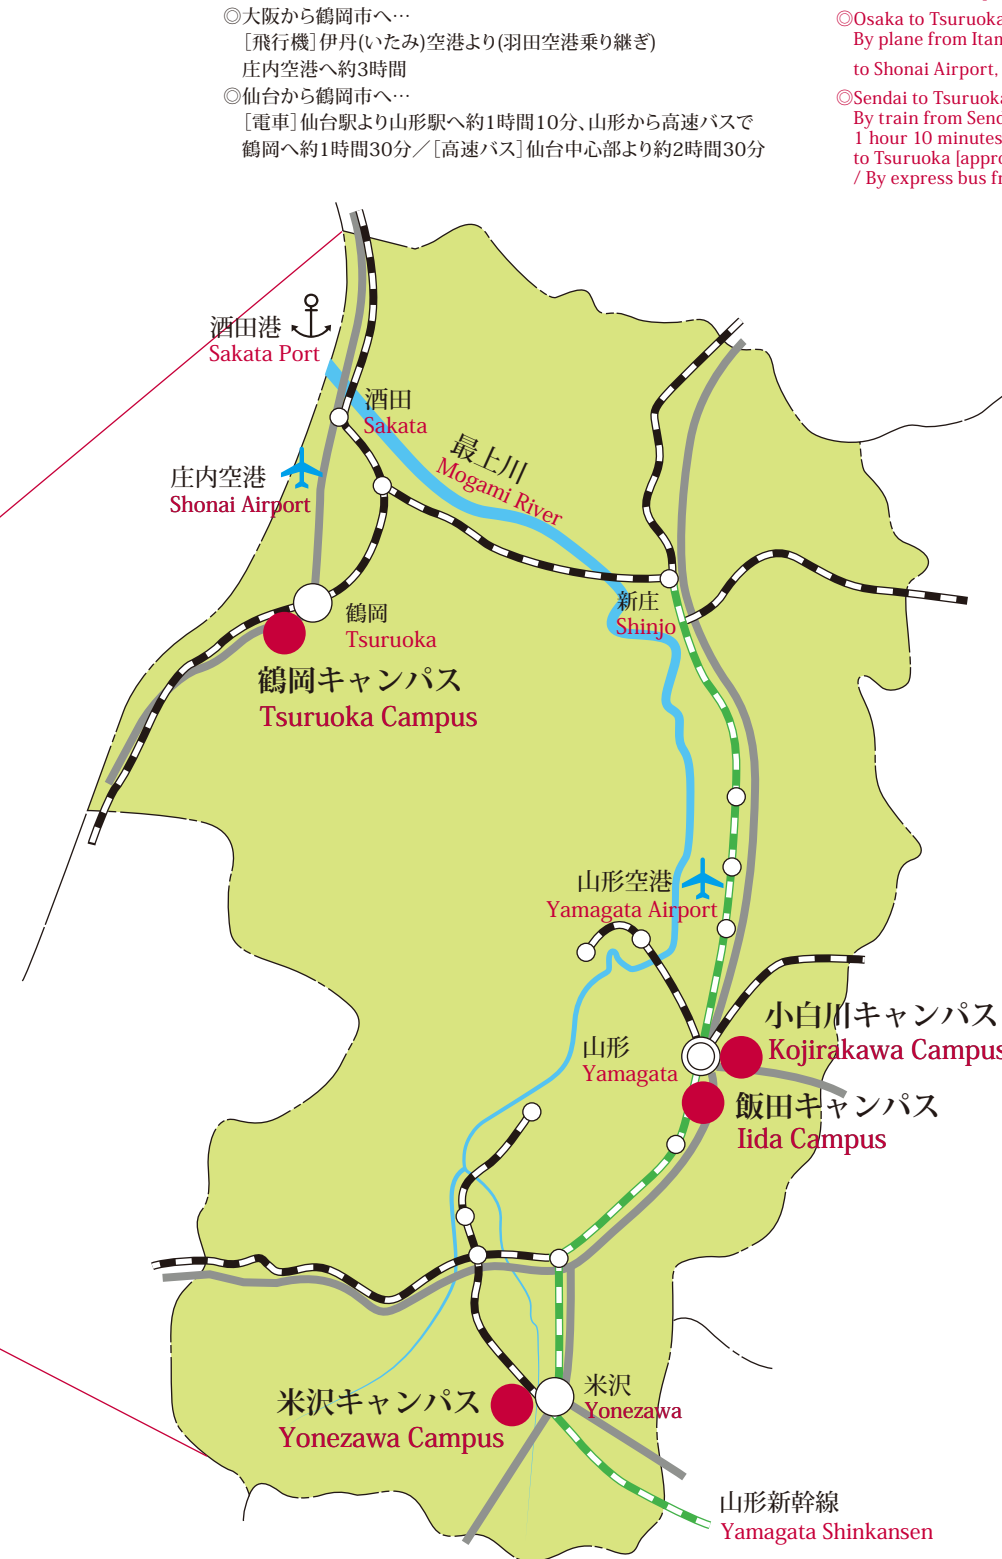 ◎大阪から鶴岡市へ…
［飛行機］伊丹(いたみ)空港より(羽田空港乗り継ぎ)
庄内空港へ約3時間
◎仙台から鶴岡市へ…
［電車］仙台駅より山形駅へ約1時間10分、山形から高速バスで
鶴岡へ約1時間30分／［高速バス］仙台中心部より約2時間30分
◎Osaka to Tsuruoka
By plane from Itam
to Shonai Airport,
◎Sendai to Tsuruoka
By train from Send
1 hour 10 minutes
to Tsuruoka [appro
/ By express bus fr
酒田港
Sakata Port
酒田
Sakata
最上川
Mogami River
庄内空港
Shonai Airport
鶴岡
Tsuruoka
新庄
Shinjo
鶴岡キャンパス
Tsuruoka Campus
山形空港
Yamagata Airport
小白川キャンパス
Kojirakawa Campus
山形
Yamagata
飯田キャンパス
Iida Campus
米沢キャンパス
Yonezawa Campus
米沢
Yonezawa
山形新幹線
Yamagata Shinkansen